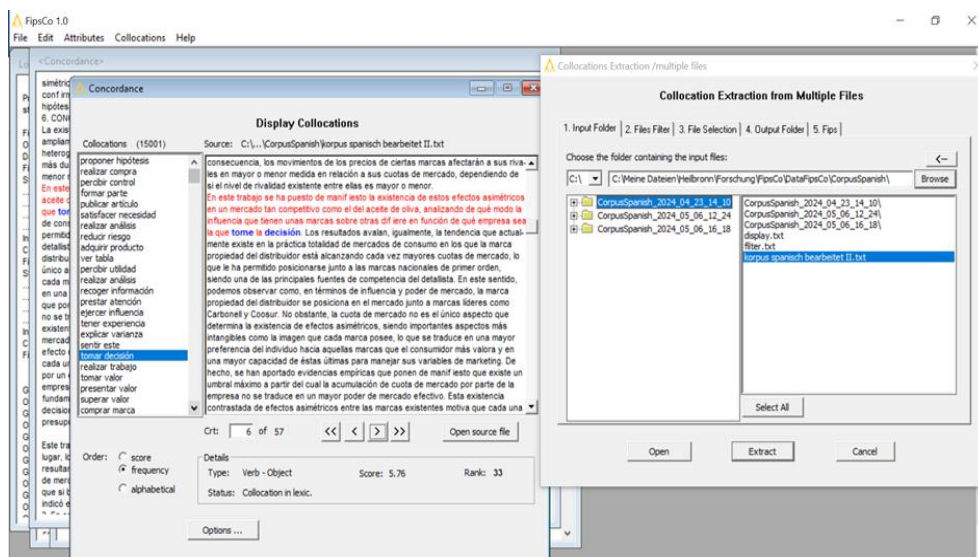 FipsCo 1.0
File Edit Attributes Collocations Help
<Concordance>
Concordance
Display Collocations
Collocations (15001)
Source: C:\,...\CorpusSpanish\korpus spanisch bearbeitet II.txt
proponer hipótesis
realizar compra
percibir control
formar parte
publicar artículo
satisfacer necesidad
realizar análisis
reducir riesgo
adquirir producto
ver tabla
percibir utilidad
realizar análisis
recoger información
prestar atención
ejercer influencia
tener experiencia
explicar varianza
sentir este
tomar decisión
realizar trabajo
tomar valor
presentar valor
superar valor
comprar marca
consecuencia, los movimientos de los precios de ciertas marcas afectarán a sus riva-
les en mayor o menor medida en relación a sus cuotas de mercado, dependiendo de
si el nivel de rivalidad existente entre ellas es mayor o menor.
En este trabajo se ha puesto de manif iesto la existencia de estos efectos asimétricos
en un mercado tan competitivo como el del aceite de oliva, analizando de qué modo la
influencia que tienen unas marcas sobre otras dif iere en función de qué empresa sea
la que tome la decisión. Los resultados avalan, igualmente, la tendencia que actual-
mente existe en la práctica totalidad de mercados de consumo en los que la marca
propiedad del distribuidor está alcanzando cada vez mayores cuotas de mercado, lo
que le ha permitido posicionarse junto a las marcas nacionales de primer orden,
siendo una de las principales fuentes de competencia del detallista. En este sentido,
podemos observar como, en términos de influencia y poder de mercado, la marca
propiedad del distribuidor se posiciona en el mercado junto a marcas líderes como
Carbonell y Coosur. No obstante, la cuota de mercado no es el único aspecto que
determina la existencia de efectos asimétricos, siendo importantes aspectos más
intangibles como la imagen que cada marca posee, lo que se traduce en una mayor
preferencia del individuo hacia aquellas marcas que el consumidor más valora y en
una mayor capacidad de éstas últimas para manejar sus variables de marketing. De
hecho, se han aportado evidencias empíricas que ponen de manif iesto que existe un
umbral máximo a partir del cual la acumulación de cuota de mercado por parte de la
empresa no se traduce en un mayor poder de mercado efectivo. Esta existencia
contrastada de efectos asimétricos entre las marcas existentes motiva que cada una
Crt: 6 of 57
<< < > >>
Open source file
Order:
score
frequency
alphabetical
Details
Type: Verb - Object Score: 5.76 Rank: 33
Status: Collocation in lexic.
Options ...
Collocations Extraction /multiple files
Collocation Extraction from Multiple Files
1. Input Folder 2. Files Filter 3. File Selection 4. Output Folder 5. Fips
Choose the folder containing the input files:
<--
C:\ C:\Meine Dateien\Heilbronn\Forschung\FipsCo\DataFipsCo\CorpusSpanish\ Browse
CorpusSpanish_2024_04_23_14_10
CorpusSpanish_2024_05_06_12_24
CorpusSpanish_2024_05_06_16_18
CorpusSpanish_2024_04_23_14_10\
CorpusSpanish_2024_05_06_12_24\
CorpusSpanish_2024_05_06_16_18\
display.txt
filter.txt
korpus spanisch bearbeitet II.txt
Select All
Open Extract Cancel